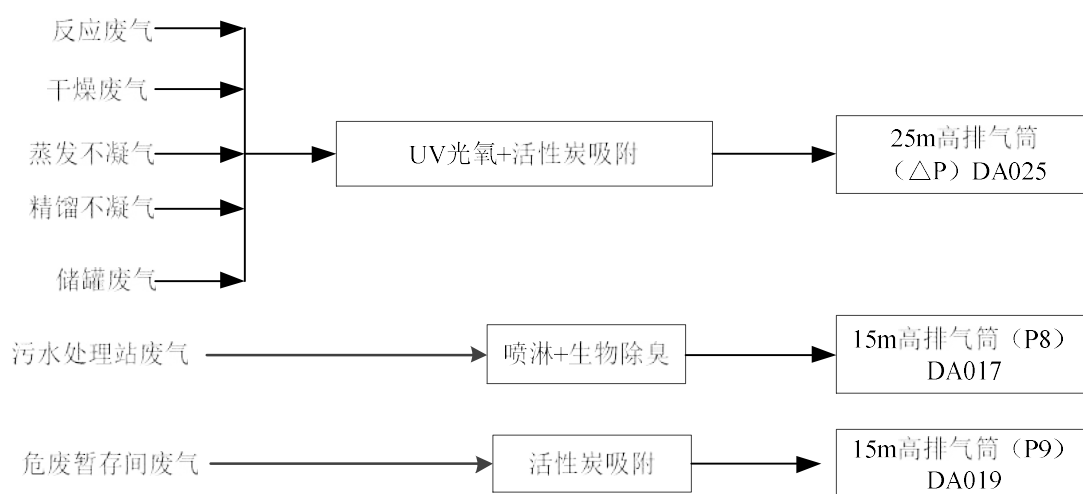 反应废气
干燥废气
蒸发不凝气
精馏不凝气
储罐废气
UV光氧+活性炭吸附
25m高排气筒
（△P）DA025
污水处理站废气
喷淋+生物除臭
15m高排气筒（P8）
DA017
危废暂存间废气
活性炭吸附
15m高排气筒（P9）
DA019